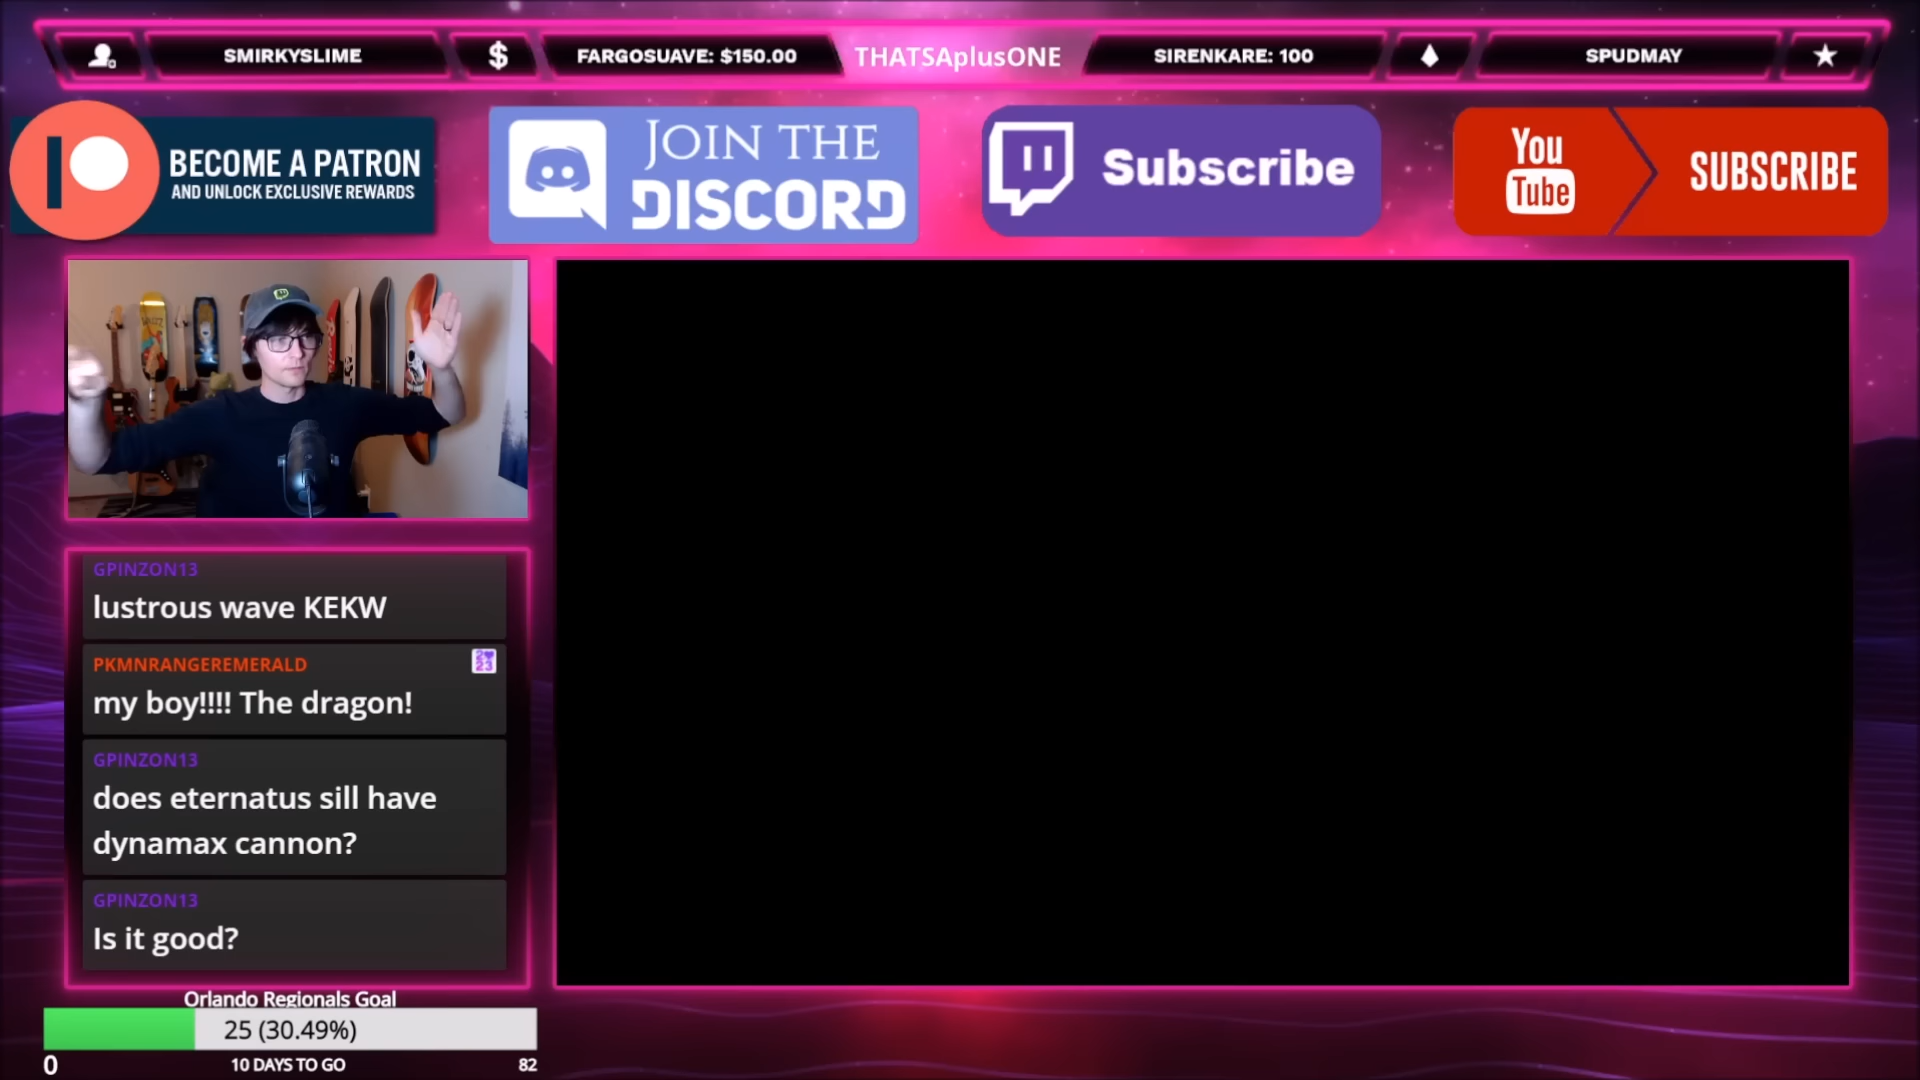 SMIRKYSLIME
$
FARGOSUAVE: $150.00
THATSAplusONE
SIRENKARE: 100
SPUDMAY
BECOME A PATRON
AND UNLOCK EXCLUSIVE REWARDS
JOIN THE
DISCORD
Subscribe
You
Tube
SUBSCRIBE
GPINZON13
lustrous wave KEKW
PKMNRANGEREMERALD
my boy!!!! The dragon!
GPINZON13
does eternatus sill have
dynamax cannon?
GPINZON13
Is it good?
Orlando Regionals Goal
25 (30.49%)
0
10 DAYS TO GO
82